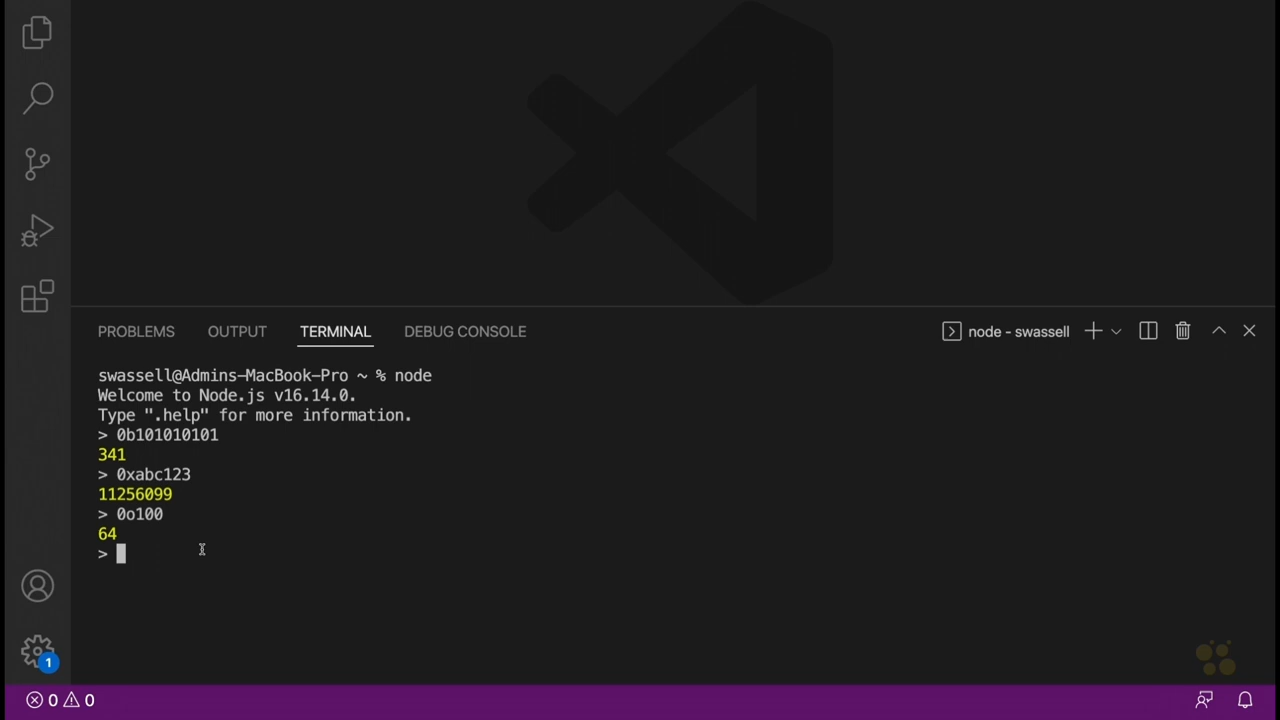 PROBLEMS OUTPUT TERMINAL DEBUG CONSOLE node - swassell
swassell@Admins-MacBook-Pro ~ % node
Welcome to Node.js v16.14.0.
Type ".help" for more information.
> 0b101010101
341
> 0xabc123
11256099
> 0o100
64
>
1
0 0